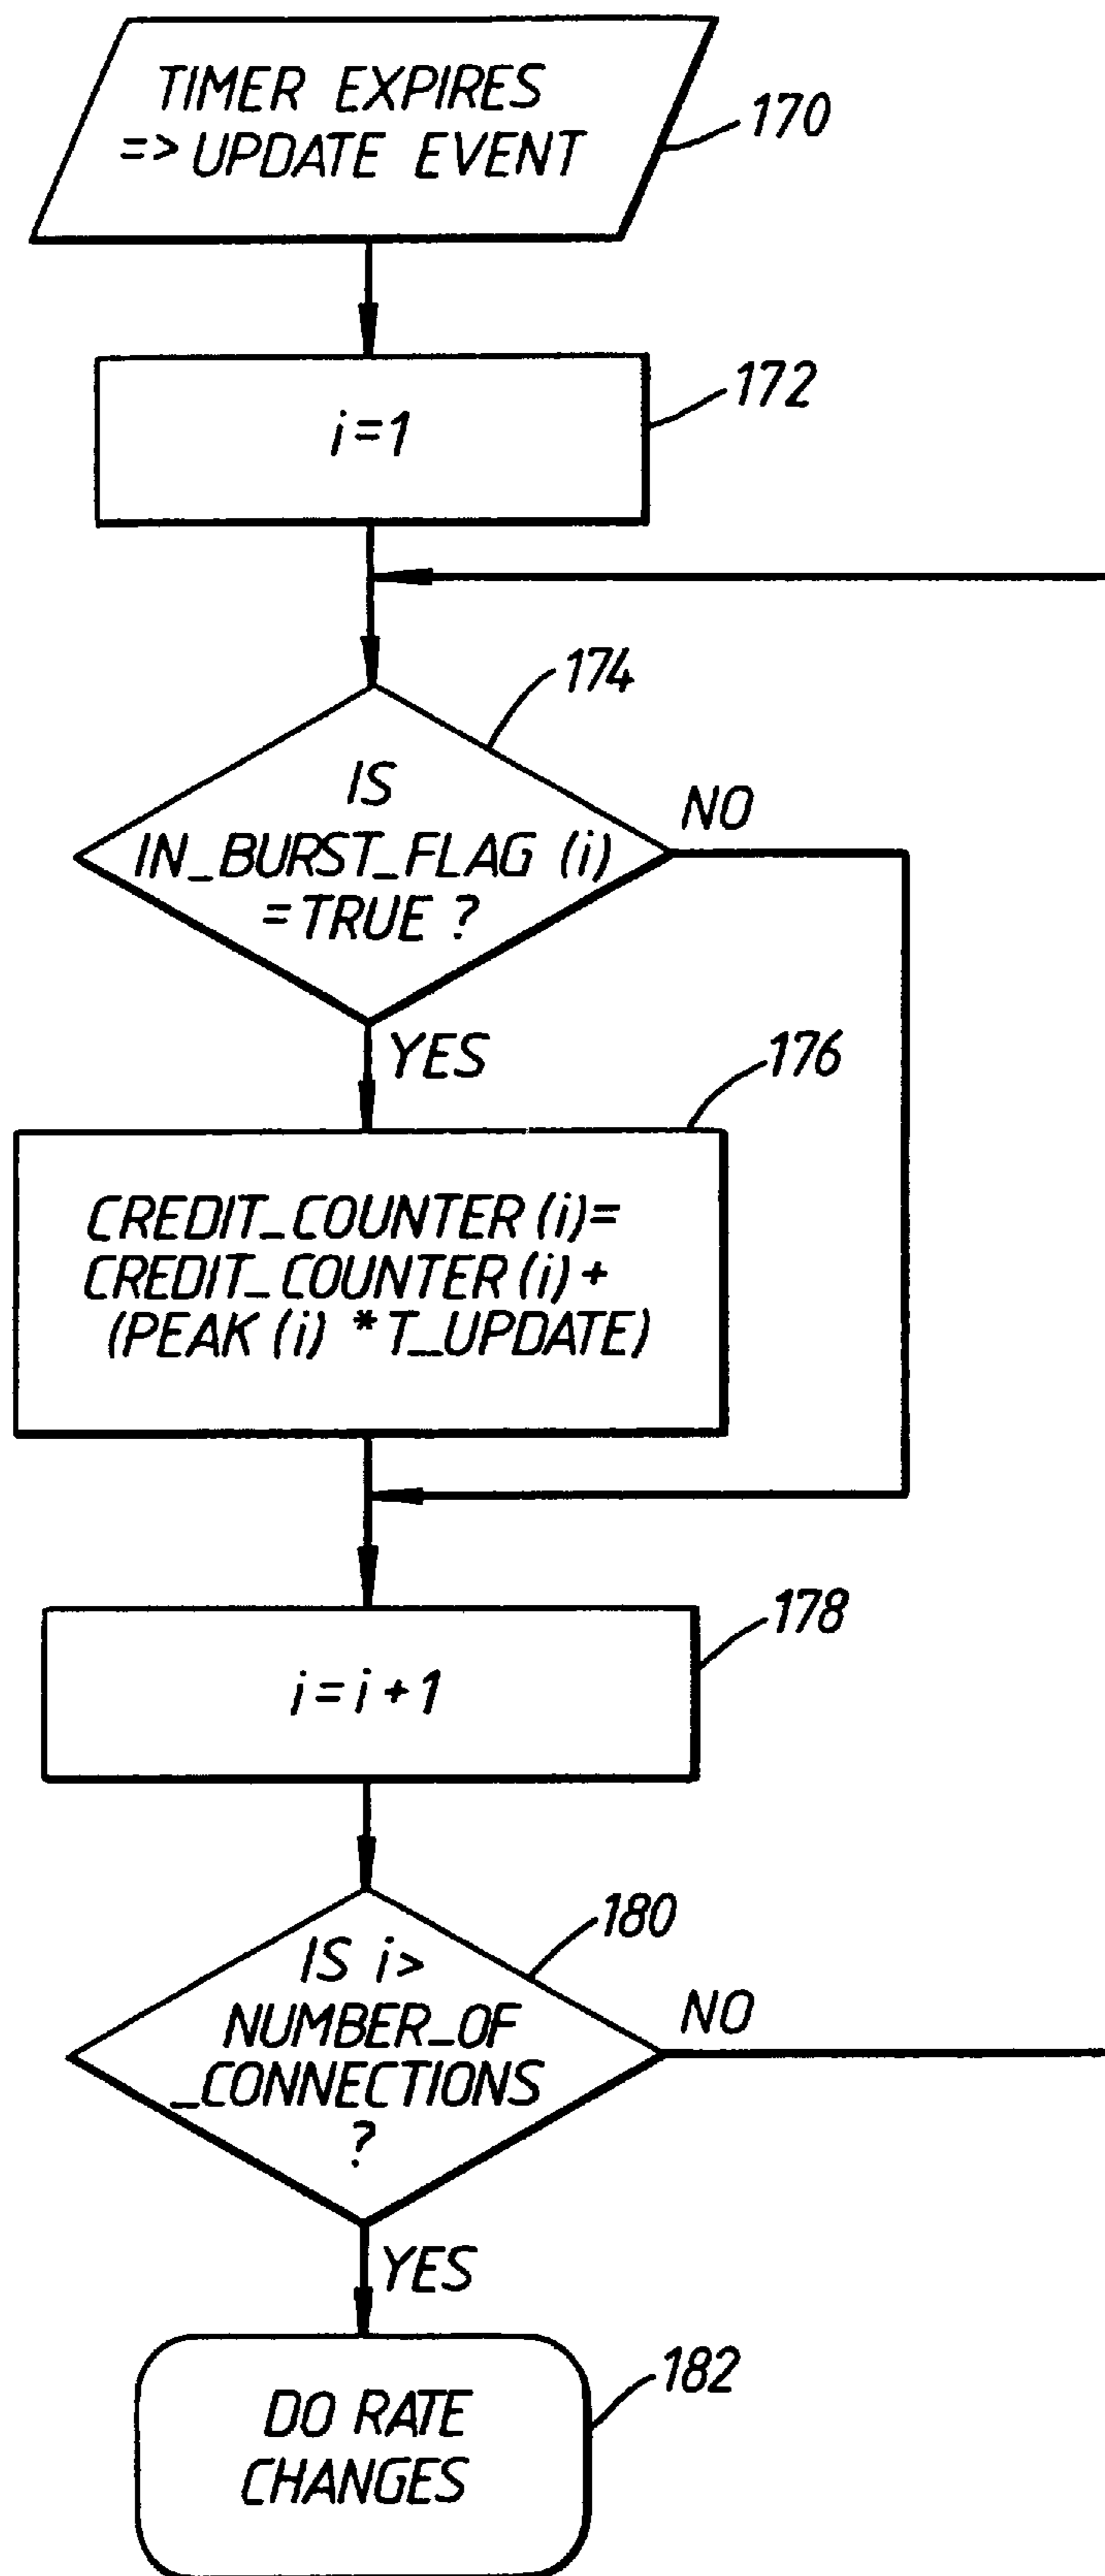 TIMER EXPIRES
=> UPDATE EVENT
170
i=1
172
174
IS
IN_BURST_FLAG (i)
= TRUE ?
NO
YES
176
CREDIT_COUNTER (i)=
CREDIT_COUNTER (i) +
(PEAK (i) * T_UPDATE)
178
i=i+1
180
IS i>
NUMBER_OF
_CONNECTIONS
?
NO
YES
182
DO RATE
CHANGES